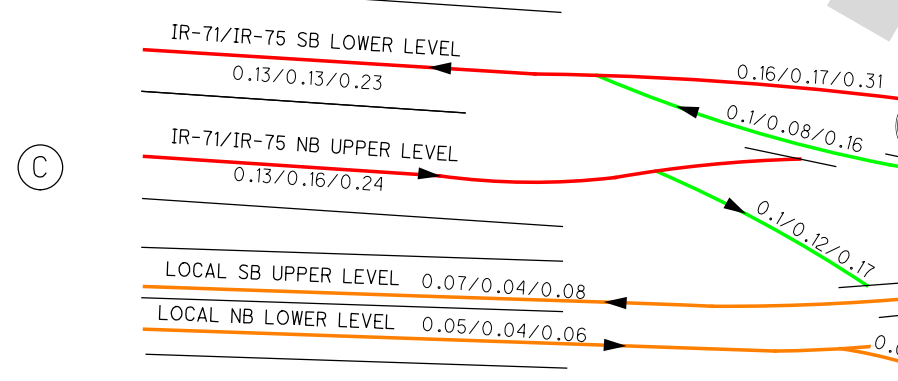 IR-71/IR-75 SB LOWER LEVEL
0.13/0.13/0.23
0.16/0.17/0.31
0.1/0.08/0.16
IR-71/IR-75 NB UPPER LEVEL
0.13/0.16/0.24
C
0.1/0.12/0.17
LOCAL SB UPPER LEVEL 0.07/0.04/0.08
LOCAL NB LOWER LEVEL 0.05/0.04/0.06